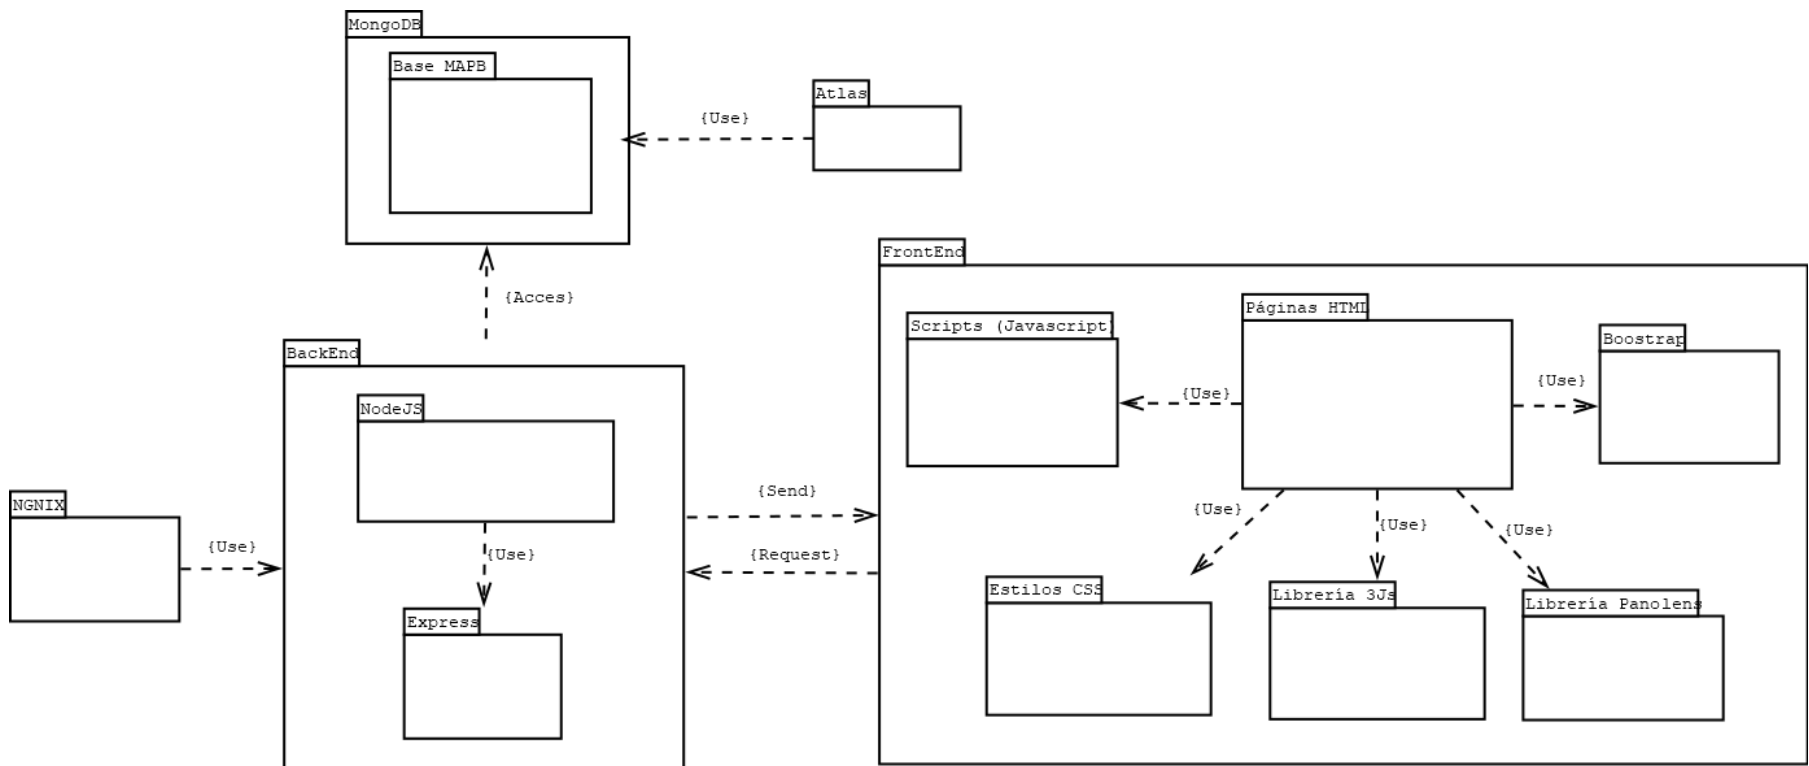 MongoDB
Base MAPB
Atlas
{Use}
{Acces}
FrontEnd
Páginas HTML
Scripts (Javascript)
Boostrap
{Use}
{Use}
BackEnd
NodeJS
{Use}
Express
NGNIX
{Use}
{Send}
{Request}
{Use}
{Use}
{Use}
Estilos CSS
Librería 3Js
Librería Panolens